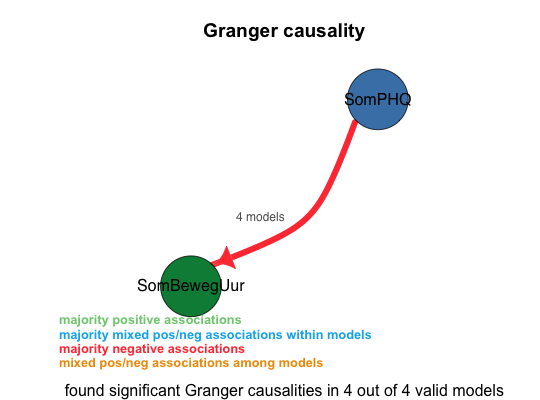 Granger causality
SomPHQ
4 models
SomBewegUur
majority positive associations
majority mixed pos/neg associations within models
majority negative associations
mixed pos/neg associations among models
found significant Granger causalities in 4 out of 4 valid models